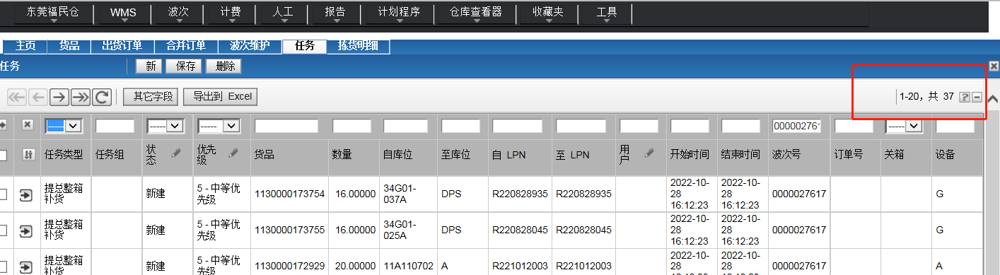 东莞福民仓 WMS 波次 计费 人工 报告 计划程序 仓库查看器 收藏夹 工具
主页 货品 出货订单 合并订单 波次维护 任务 拣货明细
任务 新 保存 删除
其它字段 导出到 Excel 1-20，共 37
----- ----- ----- 0000027617 -----
任务类型 任务组 状态 优先级 货品 数量 自库位 至库位 自 LPN 至 LPN 用户 开始时间 结束时间 波次号 订单号 关箱 设备
提总整箱补货 新建 5 - 中等优先级 1130000173754 16.00000 34G01-037A DPS R220828935 R220828935 2022-10-28 16:12:23 2022-10-28 16:12:23 0000027617 G
提总整箱补货 新建 5 - 中等优先级 1130000173755 16.00000 34G01-025A DPS R220828045 R220828045 2022-10-28 16:12:23 2022-10-28 16:12:23 0000027617 G
提总整箱补货 新建 5 - 中等优先级 1130000172929 20.00000 11A110702 A R221012003 R221012003 2022-10-28 2022-10-28 0000027617 A